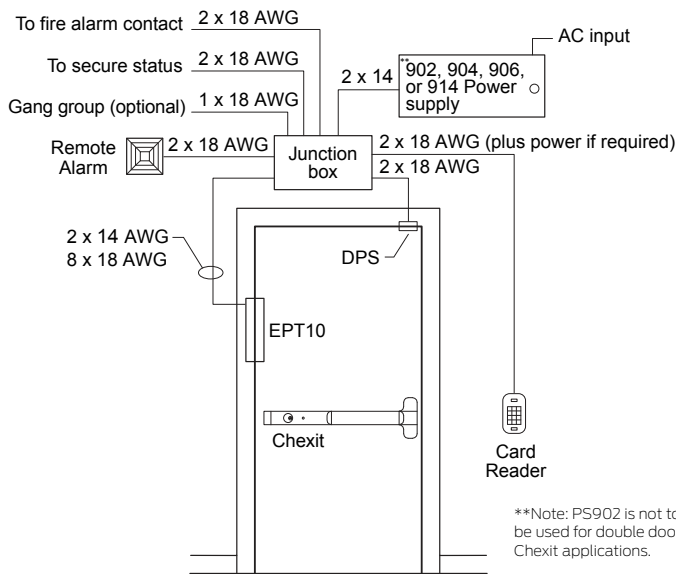 To fire alarm contact
2 x 18 AWG
AC input
To secure status
2 x 18 AWG
2 x 14
**902, 904, 906,
or 914 Power
supply
Gang group (optional)
1 x 18 AWG
Remote
Alarm
2 x 18 AWG
Junction
box
2 x 18 AWG (plus power if required)
2 x 18 AWG
2 x 14 AWG
8 x 18 AWG
DPS
EPT10
Chexit
Card
Reader
**Note: PS902 is not to
be used for double door
Chexit applications.